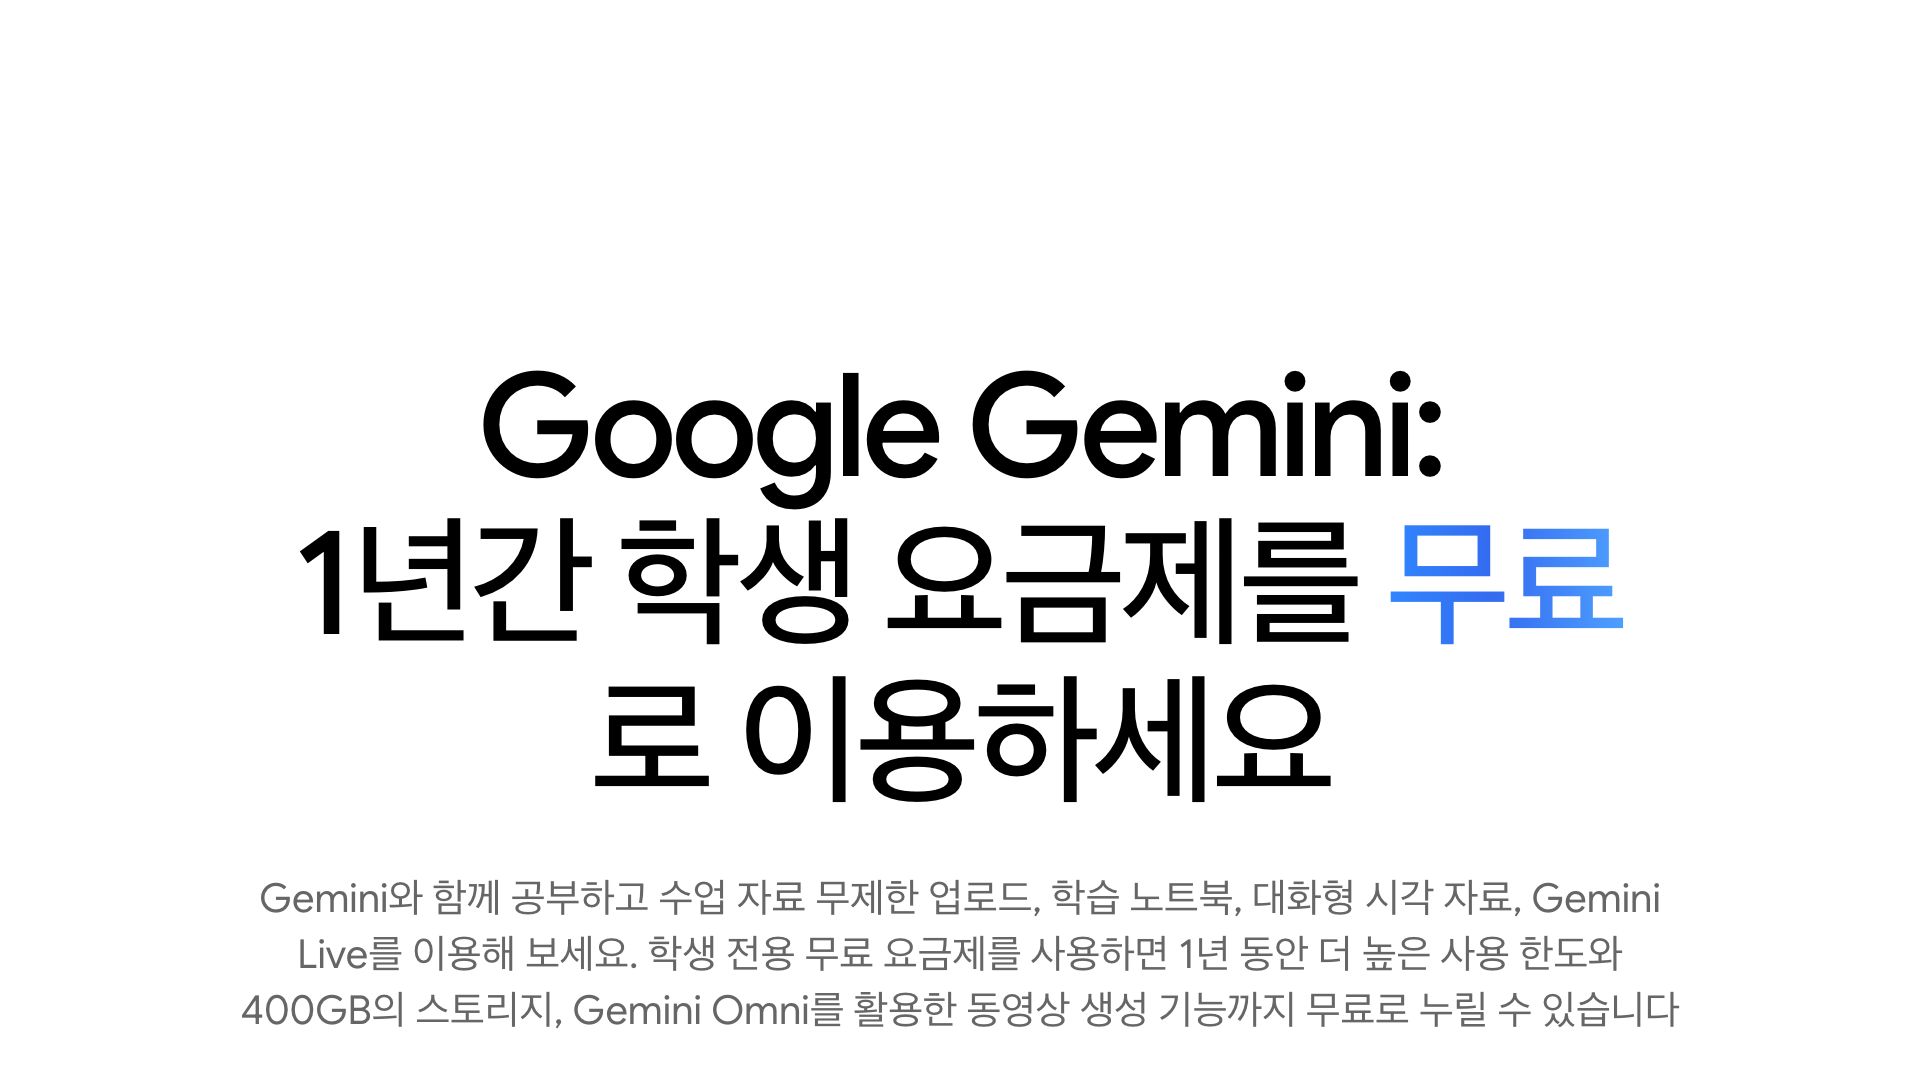 Google Gemini:
1년간 학생 요금제를 무료
로 이용하세요
Gemini와 함께 공부하고 수업 자료 무제한 업로드, 학습 노트북, 대화형 시각 자료, Gemini
Live를 이용해 보세요. 학생 전용 무료 요금제를 사용하면 1년 동안 더 높은 사용 한도와
400GB의 스토리지, Gemini Omni를 활용한 동영상 생성 기능까지 무료로 누릴 수 있습니다